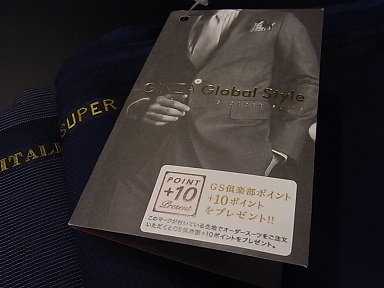 GINZA Global Style
POINT
+10
Present
GS倶楽部ポイント
+10ポイント
をプレゼント!!
このマークが付いている生地でオーダースーツをご注文
いただくとGS倶楽部+10ポイントをプレゼント。
SUPER
ITALI